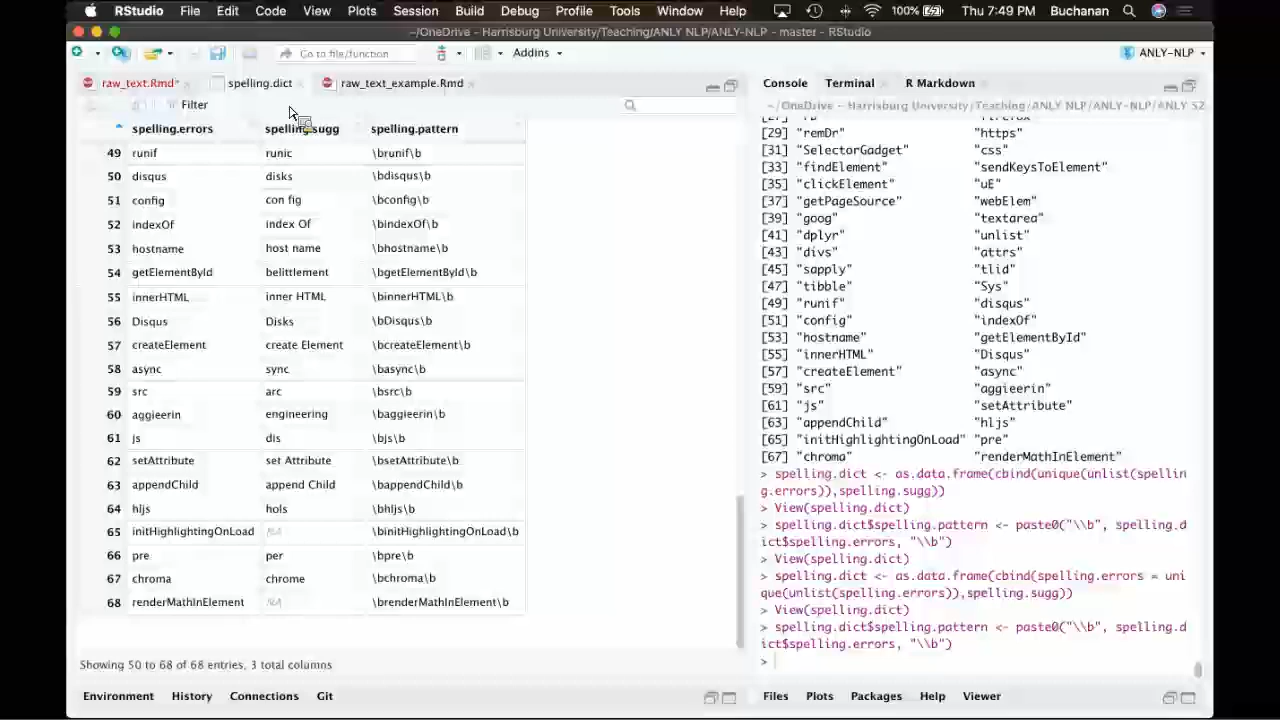 RStudio File Edit Code View Plots Session Build Debug Profile Tools Window Help 100% Thu 7:49 PM Buchanan
~/OneDrive - Harrisburg University/Teaching/ANLY NLP/ANLY-NLP - master - RStudio
Go to file/function Addins ANLY-NLP
raw_text.Rmd* spelling.dict raw_text_example.Rmd
Filter
spelling.errors spelling.sugg spelling.pattern
49 runif runic \brunif\b
50 disqus disks \bdisqus\b
51 config con fig \bconfig\b
52 indexOf index Of \bindexOf\b
53 hostname host name \bhostname\b
54 getElementById belittlement \bgetElementById\b
55 innerHTML inner HTML \binnerHTML\b
56 Disqus Disks \bDisqus\b
57 createElement create Element \bcreateElement\b
58 async sync \basync\b
59 src arc \bsrc\b
60 aggieerin engineering \baggieerin\b
61 js dis \bjs\b
62 setAttribute set Attribute \bsetAttribute\b
63 appendChild append Child \bappendChild\b
64 hljs hols \bhljs\b
65 initHighlightingOnLoad NA \binitHighlightingOnLoad\b
66 pre per \bpre\b
67 chroma chrome \bchroma\b
68 renderMathInElement NA \brenderMathInElement\b
Showing 50 to 68 of 68 entries, 3 total columns
Environment History Connections Git
Console Terminal R Markdown
~/OneDrive - Harrisburg University/Teaching/ANLY NLP/ANLY-NLP/ANLY 52
[29] "remDr" "https"
[31] "SelectorGadget" "css"
[33] "findElement" "sendKeysToElement"
[35] "clickElement" "uE"
[37] "getPageSource" "webElem"
[39] "goog" "textarea"
[41] "dplyr" "unlist"
[43] "divs" "attrs"
[45] "sapply" "tlid"
[47] "tibble" "Sys"
[49] "runif" "disqus"
[51] "config" "indexOf"
[53] "hostname" "getElementById"
[55] "innerHTML" "Disqus"
[57] "createElement" "async"
[59] "src" "aggieerin"
[61] "js" "setAttribute"
[63] "appendChild" "hljs"
[65] "initHighlightingOnLoad" "pre"
[67] "chroma" "renderMathInElement"
> spelling.dict <- as.data.frame(cbind(unique(unlist(spellin
g.errors)),spelling.sugg))
> View(spelling.dict)
> spelling.dict$spelling.pattern <- paste0("\\b", spelling.d
ict$spelling.errors, "\\b")
> View(spelling.dict)
> spelling.dict <- as.data.frame(cbind(spelling.errors = uni
que(unlist(spelling.errors)),spelling.sugg))
> View(spelling.dict)
> spelling.dict$spelling.pattern <- paste0("\\b", spelling.d
ict$spelling.errors, "\\b")
>
Files Plots Packages Help Viewer